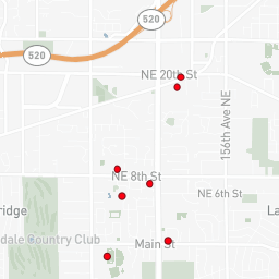 520
520
NE 20th St
156th Ave NE
NE 8th St
NE 6th St
ridge
La
dale Country Club
Main St